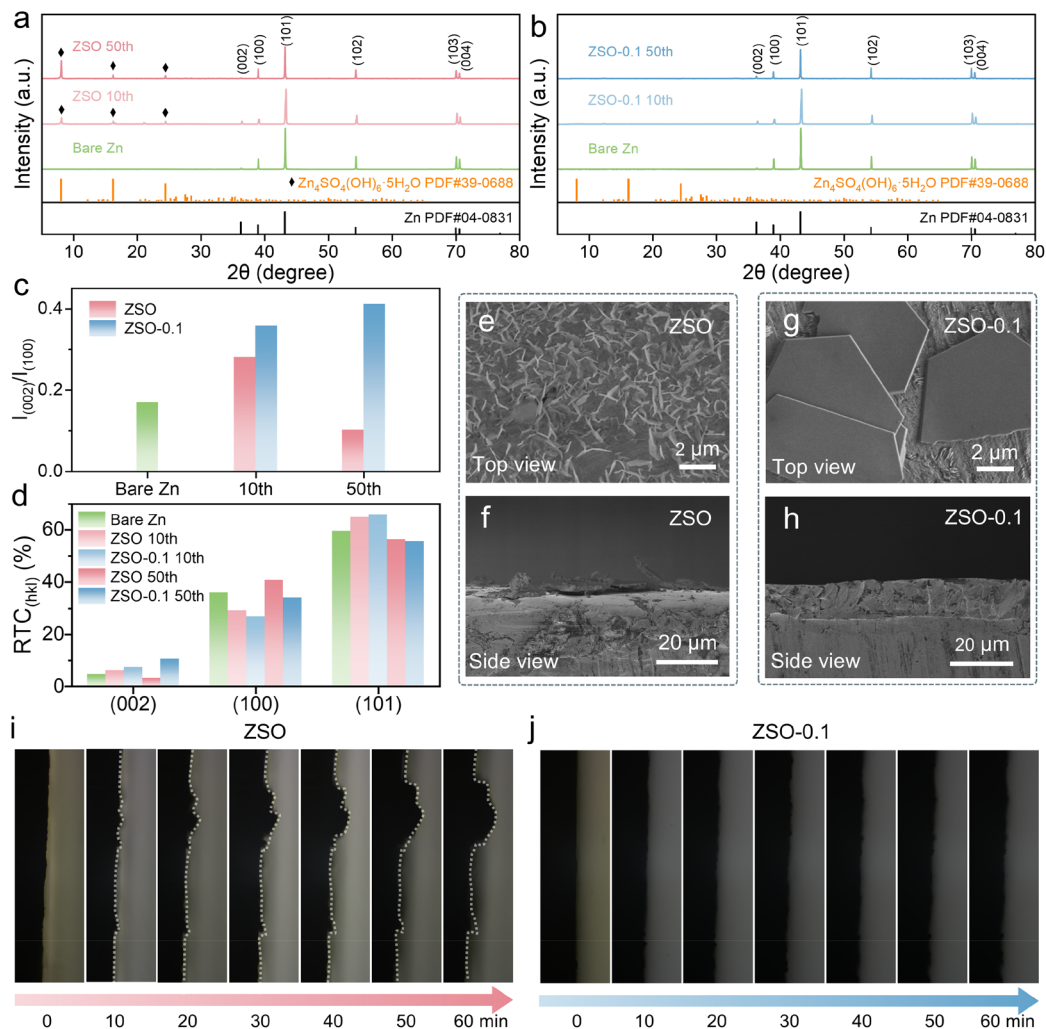 a
Intensity (a.u.)
ZSO 50th
ZSO 10th
Bare Zn
(002)
(100)
(101)
(102)
(103)
(004)
♦Zn₄SO₄(OH)₆·5H₂O PDF#39-0688
Zn PDF#04-0831
10 20 30 40 50 60 70 80
2θ (degree)
b
Intensity (a.u.)
ZSO-0.1 50th
ZSO-0.1 10th
Bare Zn
(002)
(100)
(101)
(102)
(103)
(004)
Zn₄SO₄(OH)₆·5H₂O PDF#39-0688
Zn PDF#04-0831
10 20 30 40 50 60 70 80
2θ (degree)
c
I₍₀₀₂₎/I₍₁₀₀₎
0.4
0.2
0.0
ZSO
ZSO-0.1
Bare Zn 10th 50th
d
RTC₍hkl₎ (%)
60
40
20
0
Bare Zn
ZSO 10th
ZSO-0.1 10th
ZSO 50th
ZSO-0.1 50th
(002) (100) (101)
e
ZSO
Top view
2 μm
f
ZSO
Side view
20 μm
g
ZSO-0.1
Top view
2 μm
h
ZSO-0.1
Side view
20 μm
i
ZSO
0 10 20 30 40 50 60 min
j
ZSO-0.1
0 10 20 30 40 50 60 min